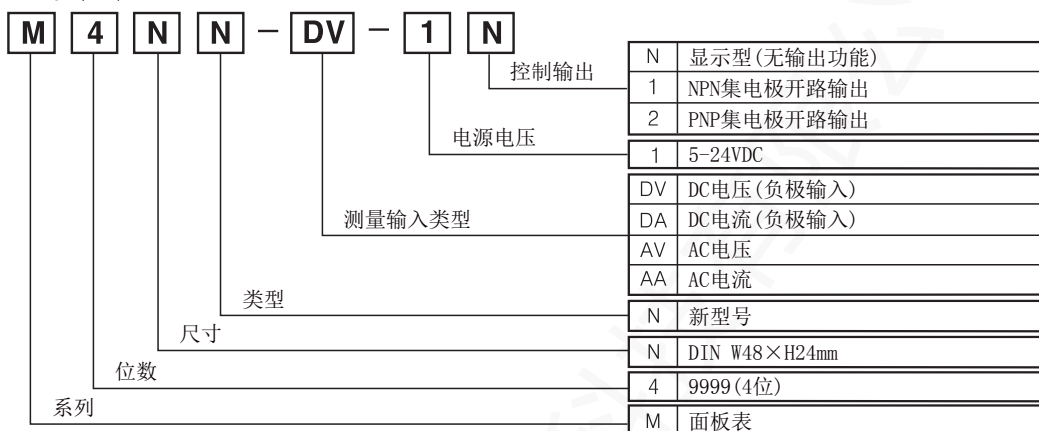 M 4 N N - DV - 1 N
控制输出
N 显示型(无输出功能)
1 NPN集电极开路输出
2 PNP集电极开路输出
电源电压
1 5-24VDC
测量输入类型
DV DC电压(负极输入)
DA DC电流(负极输入)
AV AC电压
AA AC电流
类型
N 新型号
尺寸
N DIN W48×H24mm
位数
4 9999(4位)
系列
M 面板表